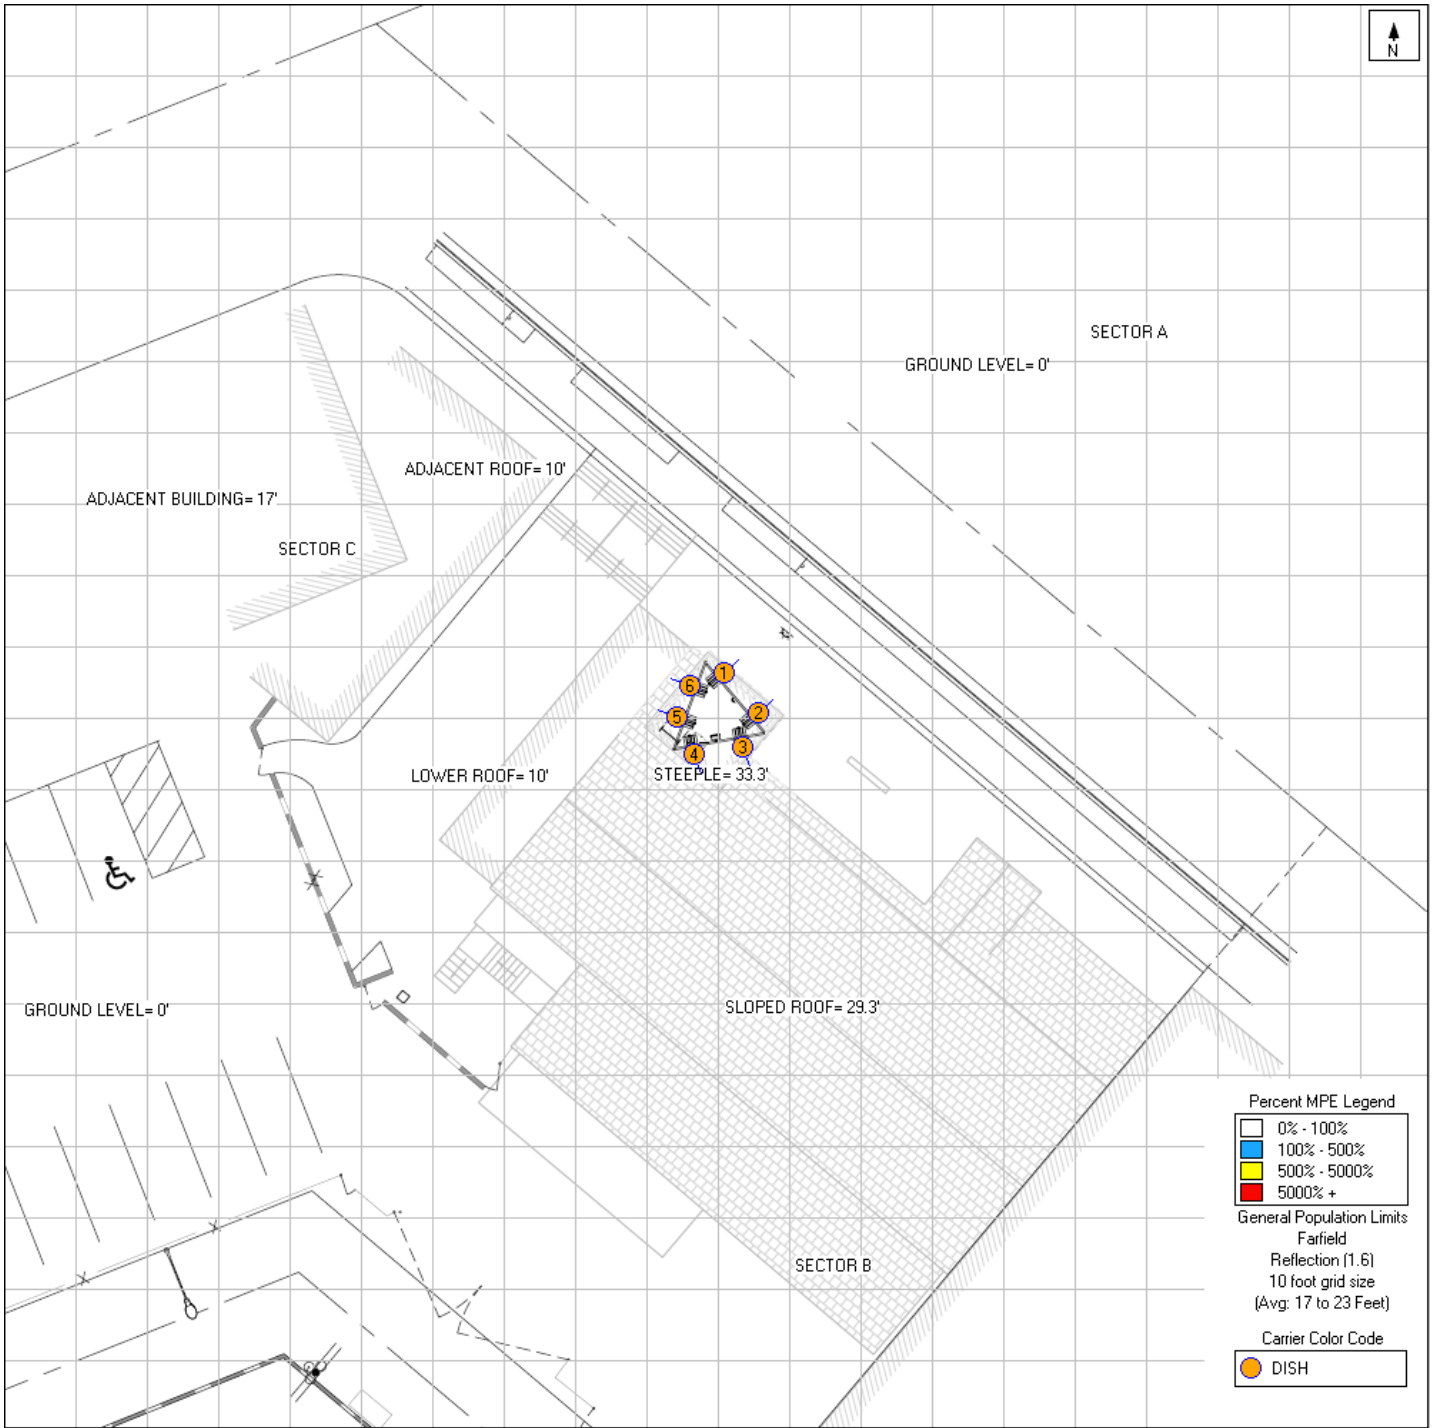 N
SECTOR A
GROUND LEVEL= 0'
ADJACENT ROOF= 10'
ADJACENT BUILDING= 17'
SECTOR C
1
6
2
5
3
4
STEEPLE= 33.3'
LOWER ROOF= 10'
SLOPED ROOF= 29.3'
GROUND LEVEL= 0'
SECTOR B
Percent MPE Legend
0% - 100%
100% - 500%
500% - 5000%
5000% +
General Population Limits
Farfield
Reflection (1.6)
10 foot grid size
(Avg: 17 to 23 Feet)
Carrier Color Code
DISH